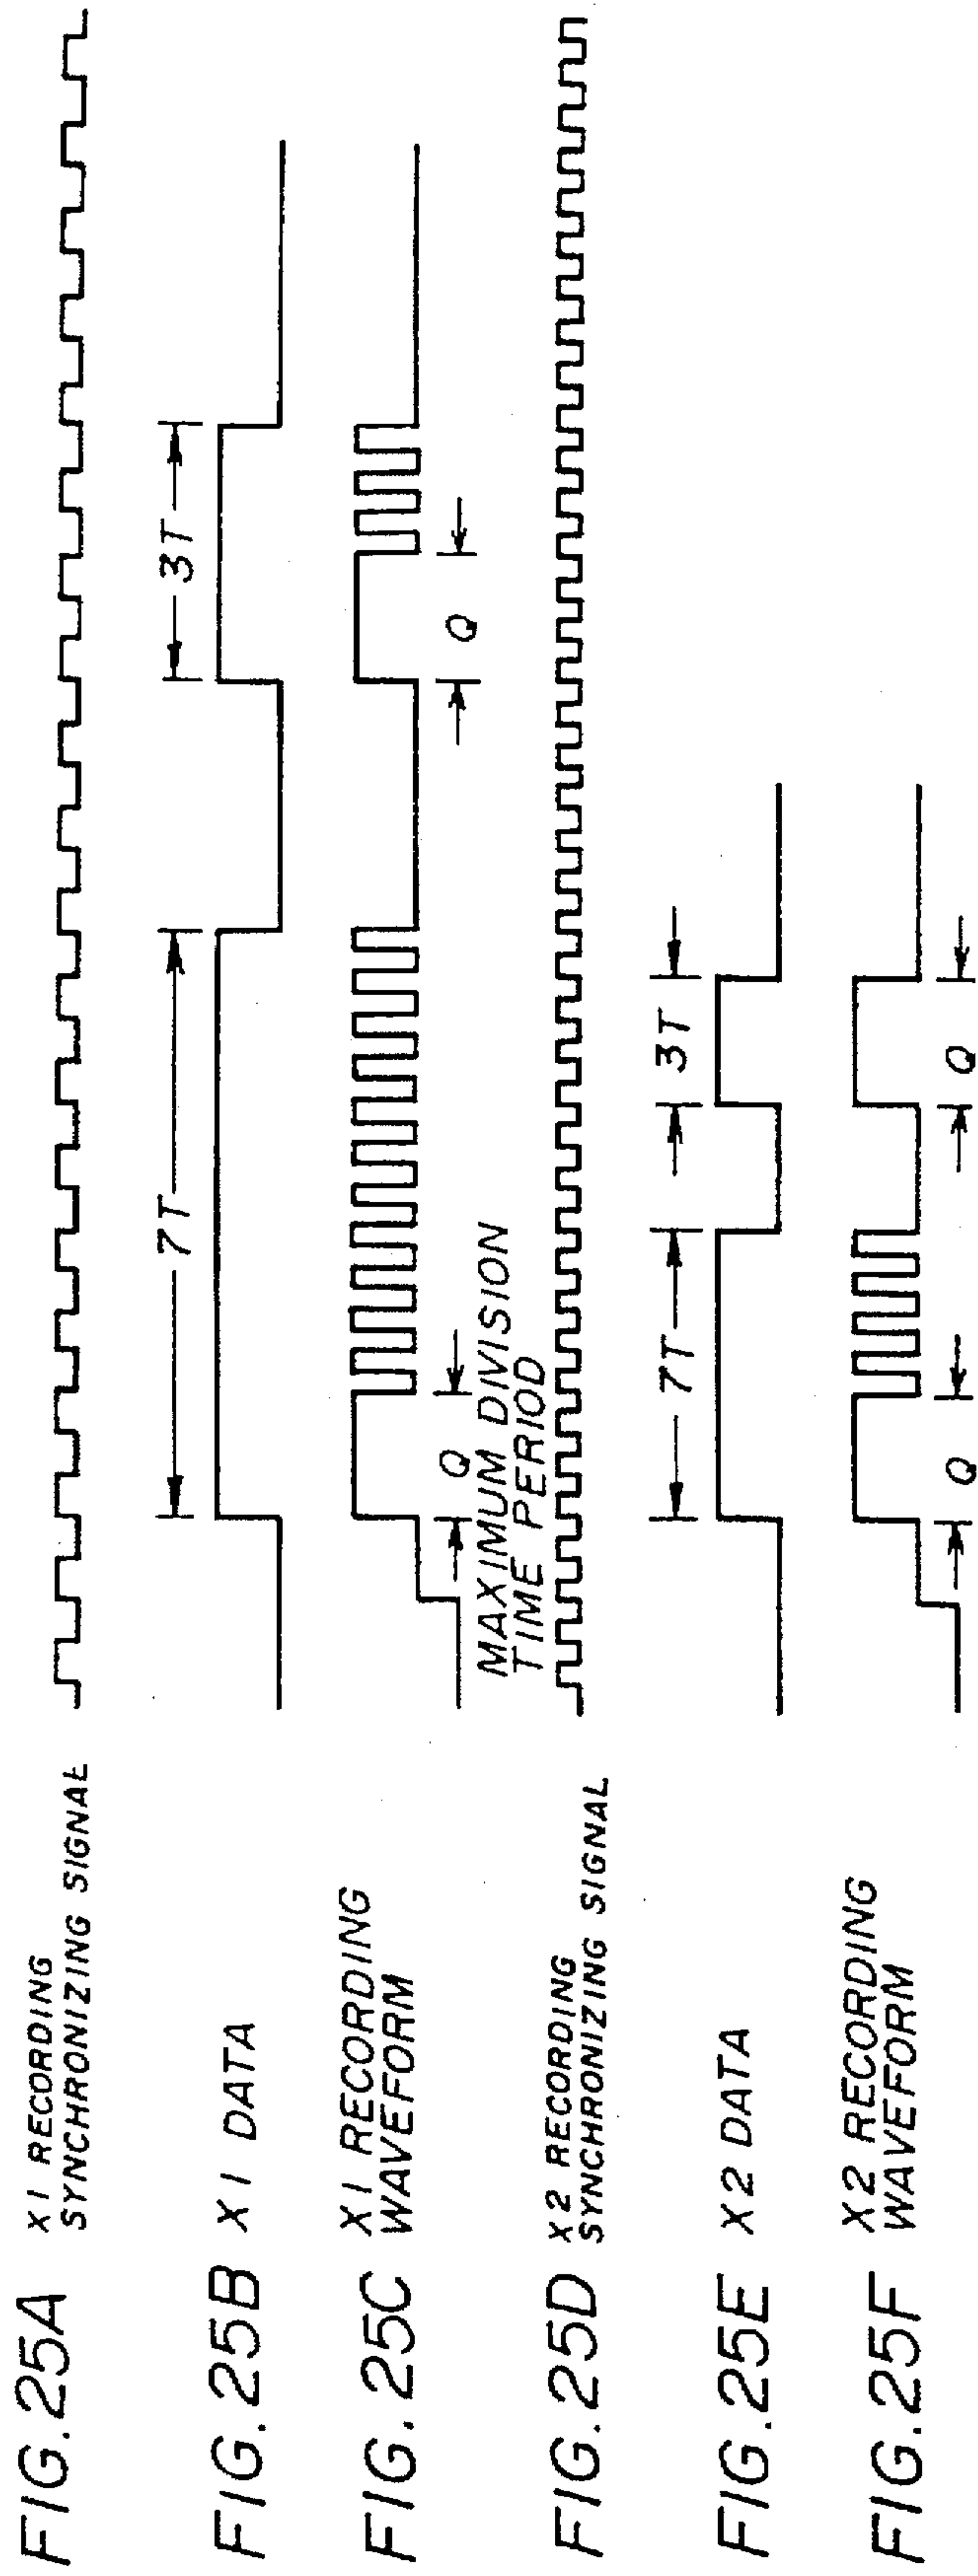 FIG. 25A X1 RECORDING
SYNCHRONIZING SIGNAL
FIG. 25B X1 DATA
7T
3T
FIG. 25C X1 RECORDING
WAVEFORM
Q
Q
MAXIMUM DIVISION
TIME PERIOD
FIG. 25D X2 RECORDING
SYNCHRONIZING SIGNAL
FIG. 25E X2 DATA
7T
3T
FIG. 25F X2 RECORDING
WAVEFORM
Q
Q